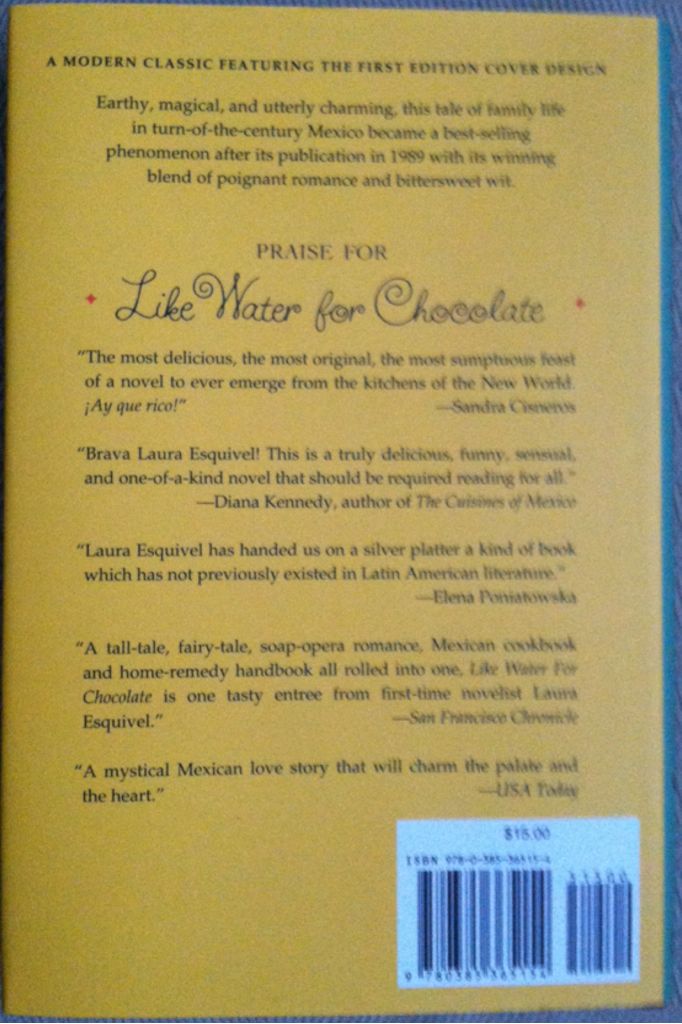 A MODERN CLASSIC FEATURING THE FIRST EDITION COVER DESIGN
Earthy, magical, and utterly charming, this tale of family life
in turn-of-the-century Mexico became a best-selling
phenomenon after its publication in 1989 with its winning
blend of poignant romance and bittersweet wit.
PRAISE FOR
Like Water for Chocolate
"The most delicious, the most original, the most sumptuous feast
of a novel to ever emerge from the kitchens of the New World.
¡Ay que rico!" —Sandra Cisneros
"Brava Laura Esquivel! This is a truly delicious, funny, sensual,
and one-of-a-kind novel that should be required reading for all."
—Diana Kennedy, author of The Cuisines of Mexico
"Laura Esquivel has handed us on a silver platter a kind of book
which has not previously existed in Latin American literature."
—Elena Poniatowska
"A tall-tale, fairy-tale, soap-opera romance, Mexican cookbook
and home-remedy handbook all rolled into one, Like Water For
Chocolate is one tasty entree from first-time novelist Laura
Esquivel." —San Francisco Chronicle
"A mystical Mexican love story that will charm the palate and
the heart." —USA Today
$15.00
ISBN 978-0-385-36515-4
9 780385 365154